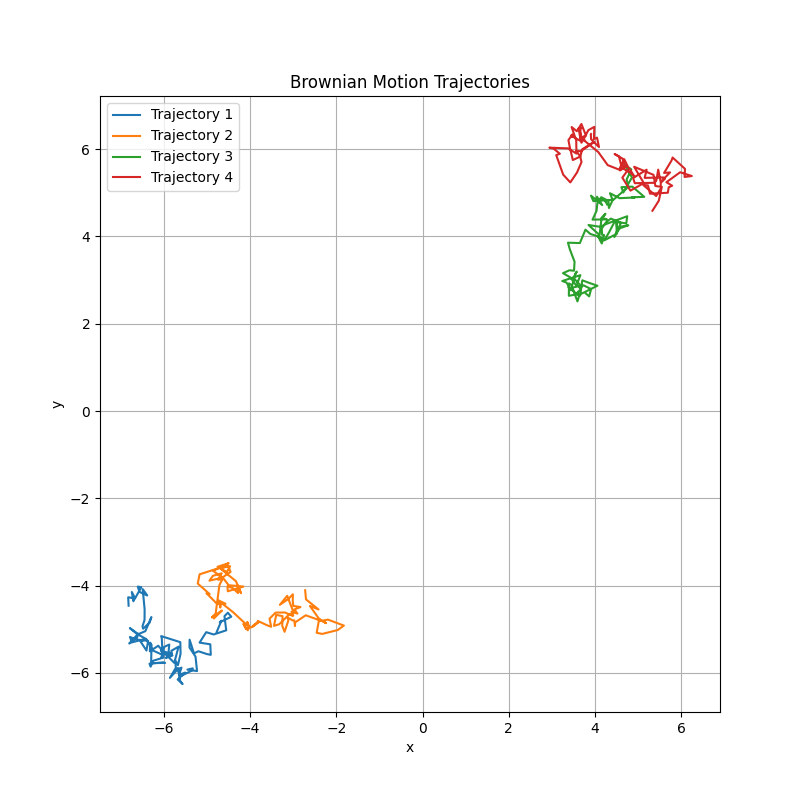 Brownian Motion Trajectories
Trajectory 1
Trajectory 2
Trajectory 3
Trajectory 4
6
4
2
0
−2
−4
−6
y
−6 −4 −2 0 2 4 6
x